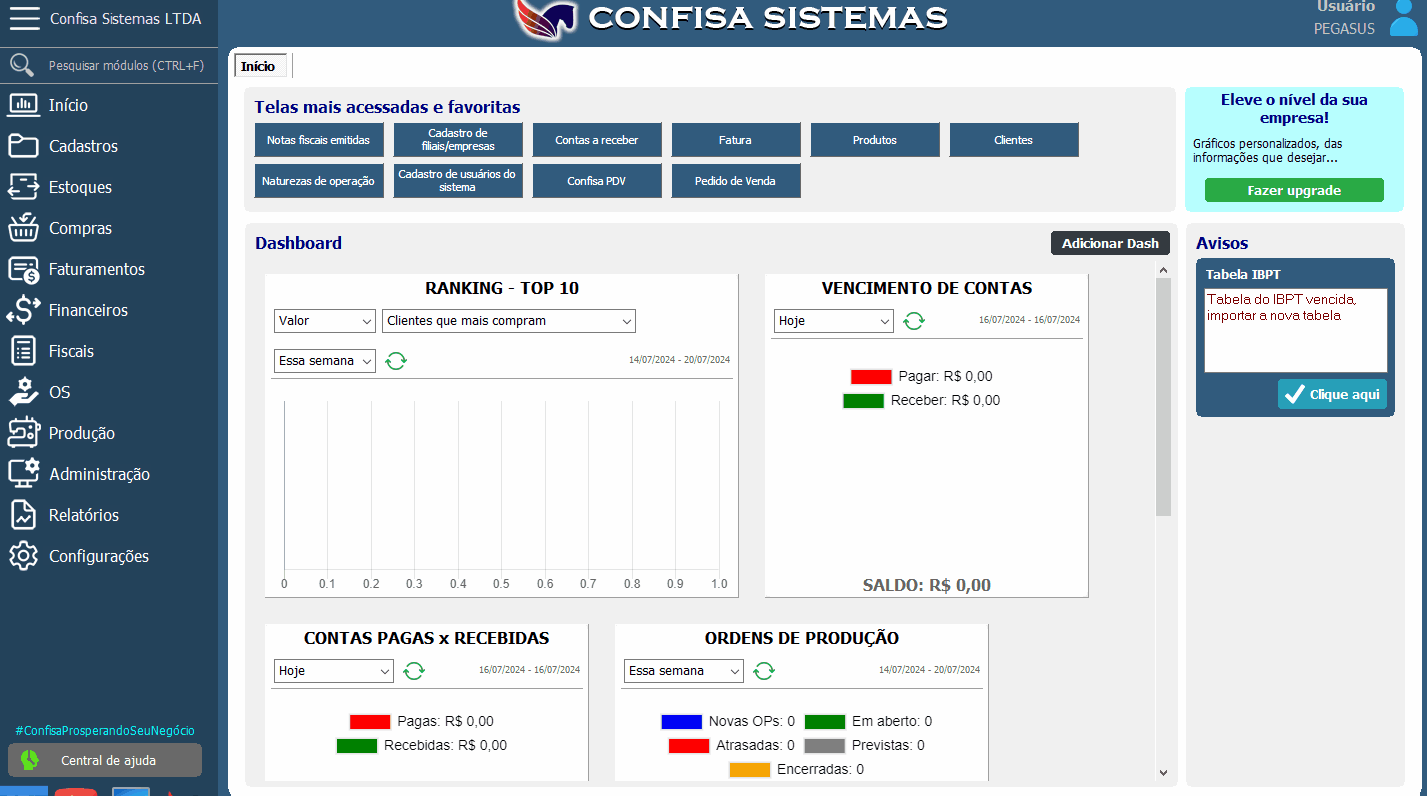 Confisa Sistemas LTDA
CONFISA SISTEMAS
Usuário
PEGASUS
Pesquisar módulos (CTRL+F)
Início
Cadastros
Estoques
Compras
Faturamentos
Financeiros
Fiscais
OS
Produção
Administração
Relatórios
Configurações
#ConfisaProsperandoSeuNegócio
Central de ajuda
Início
Telas mais acessadas e favoritas
Notas fiscais emitidas
Cadastro de
filiais/empresas
Contas a receber
Fatura
Produtos
Clientes
Naturezas de operação
Cadastro de usuários do
sistema
Confisa PDV
Pedido de Venda
Eleve o nível da sua
empresa!
Gráficos personalizados, das
informações que desejar...
Fazer upgrade
Dashboard
Adicionar Dash
RANKING - TOP 10
Valor
Clientes que mais compram
Essa semana
14/07/2024 - 20/07/2024
0 0.1 0.2 0.3 0.4 0.5 0.6 0.7 0.8 0.9 1.0
VENCIMENTO DE CONTAS
Hoje
16/07/2024 - 16/07/2024
Pagar: R$ 0,00
Receber: R$ 0,00
SALDO: R$ 0,00
CONTAS PAGAS x RECEBIDAS
Hoje
16/07/2024 - 16/07/2024
Pagas: R$ 0,00
Recebidas: R$ 0,00
ORDENS DE PRODUÇÃO
Essa semana
14/07/2024 - 20/07/2024
Novas OPs: 0 Em aberto: 0
Atrasadas: 0 Previstas: 0
Encerradas: 0
Avisos
Tabela IBPT
Tabela do IBPT vencida,
importar a nova tabela
Clique aqui